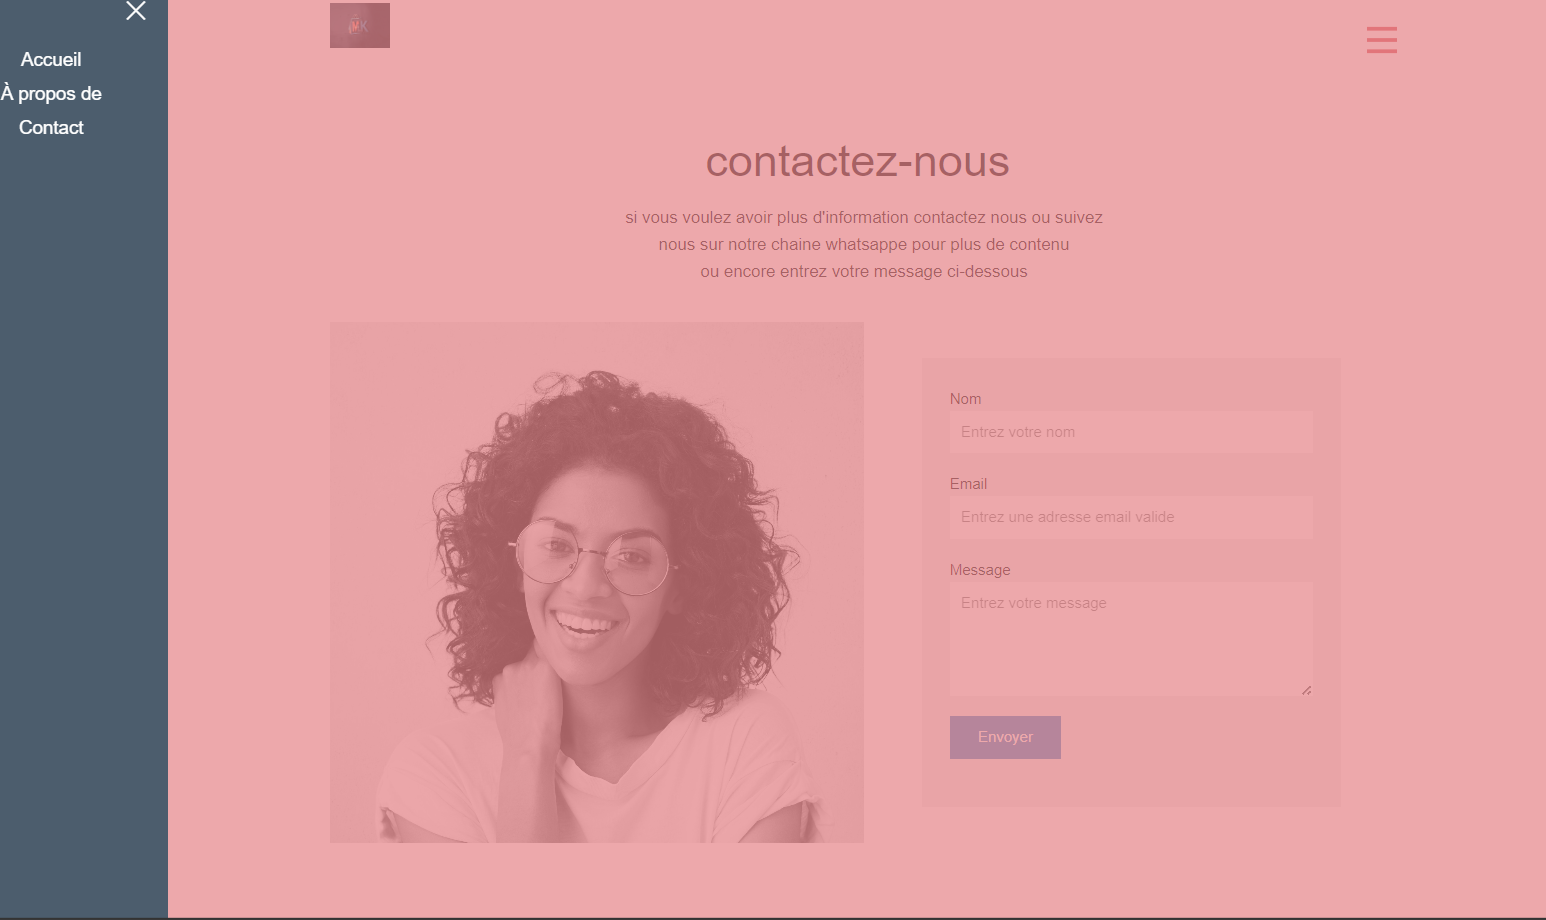 Accueil
À propos de
Contact
contactez-nous
si vous voulez avoir plus d'information contactez nous ou suivez
nous sur notre chaine whatsappe pour plus de contenu
ou encore entrez votre message ci-dessous
Nom
Entrez votre nom
Email
Entrez une adresse email valide
Message
Entrez votre message
Envoyer